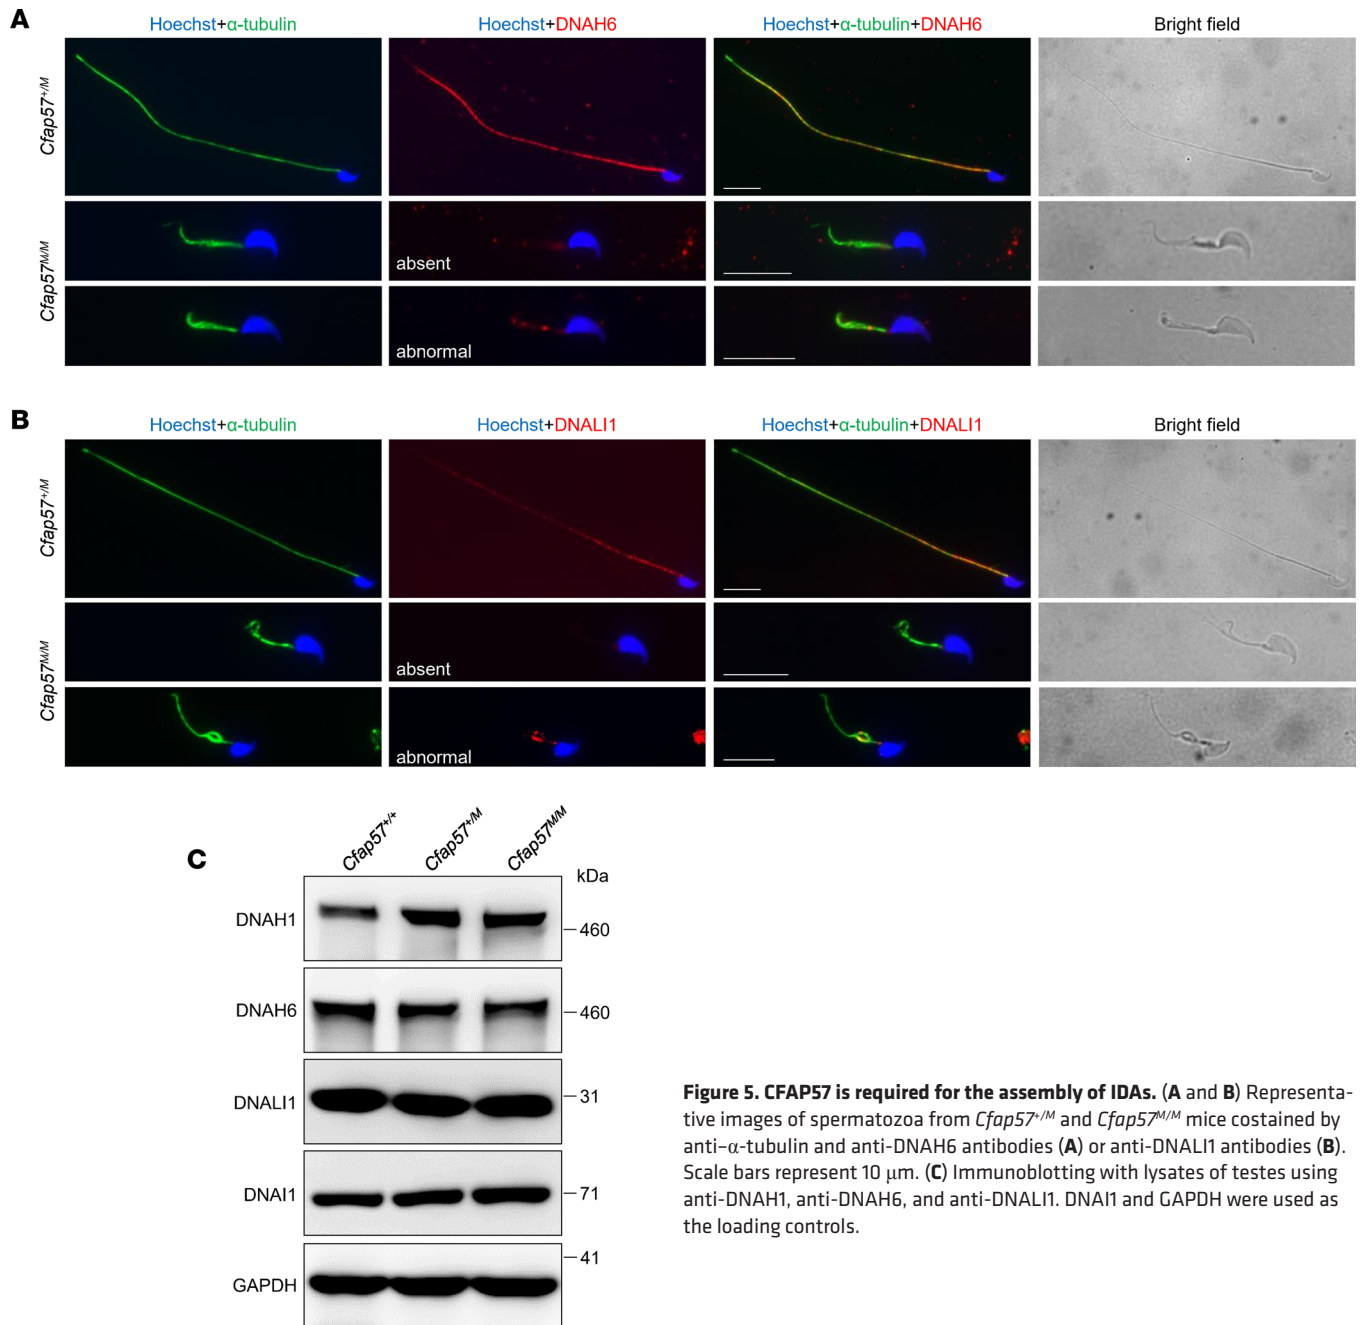 A
Hoechst+α-tubulin
Hoechst+DNAH6
Hoechst+α-tubulin+DNAH6
Bright field
Cfap57+/M
Cfap57M/M
absent
abnormal
B
Hoechst+α-tubulin
Hoechst+DNALI1
Hoechst+α-tubulin+DNALI1
Bright field
Cfap57+/M
Cfap57M/M
absent
abnormal
C
Cfap57+/+
Cfap57+/M
Cfap57M/M
kDa
DNAH1
460
DNAH6
460
DNALI1
31
DNAI1
71
41
GAPDH
Figure 5. CFAP57 is required for the assembly of IDAs. (A and B) Representa-
tive images of spermatozoa from Cfap57+/M and Cfap57M/M mice costained by
anti–α-tubulin and anti-DNAH6 antibodies (A) or anti-DNALI1 antibodies (B).
Scale bars represent 10 μm. (C) Immunoblotting with lysates of testes using
anti-DNAH1, anti-DNAH6, and anti-DNALI1. DNAI1 and GAPDH were used as
the loading controls.